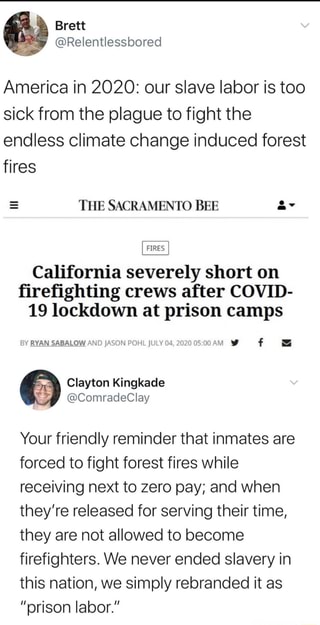 Brett
@Relentlessbored
America in 2020: our slave labor is too
sick from the plague to fight the
endless climate change induced forest
fires
THE SACRAMENTO BEE
FIRES
California severely short on
firefighting crews after COVID-
19 lockdown at prison camps
BY RYAN SABALOW AND JASON POHL JULY 04, 2020 05:00 AM
Clayton Kingkade
@ComradeClay
Your friendly reminder that inmates are
forced to fight forest fires while
receiving next to zero pay; and when
they're released for serving their time,
they are not allowed to become
firefighters. We never ended slavery in
this nation, we simply rebranded it as
"prison labor."